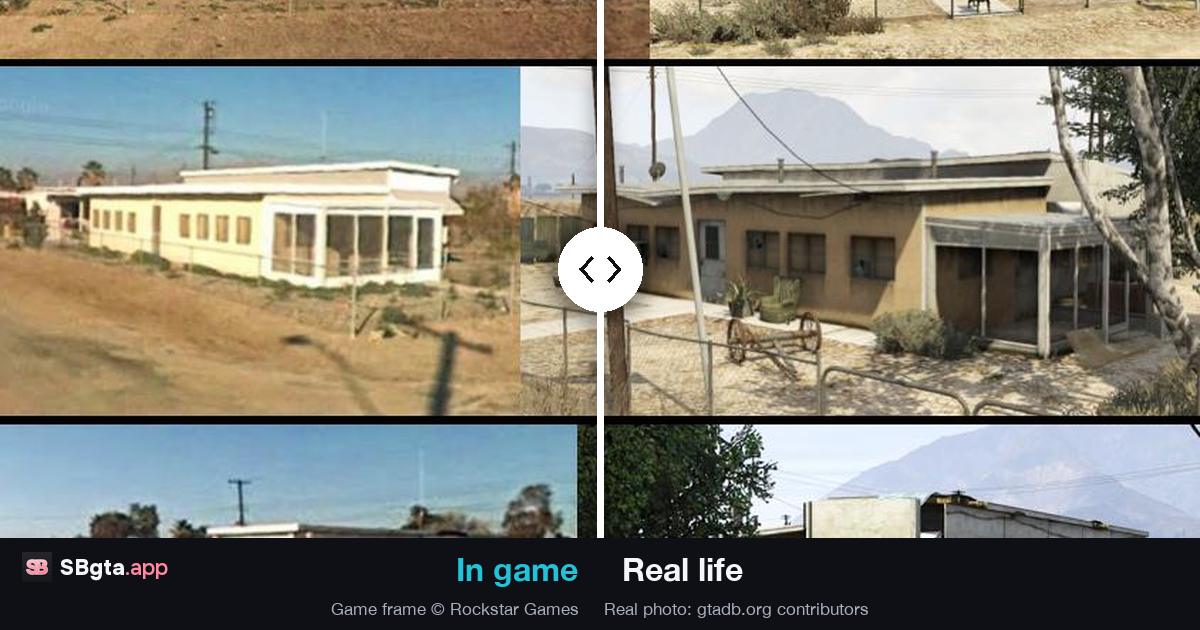 SB SBgta.app
In game
Real life
Game frame © Rockstar Games
Real photo: gtadb.org contributors